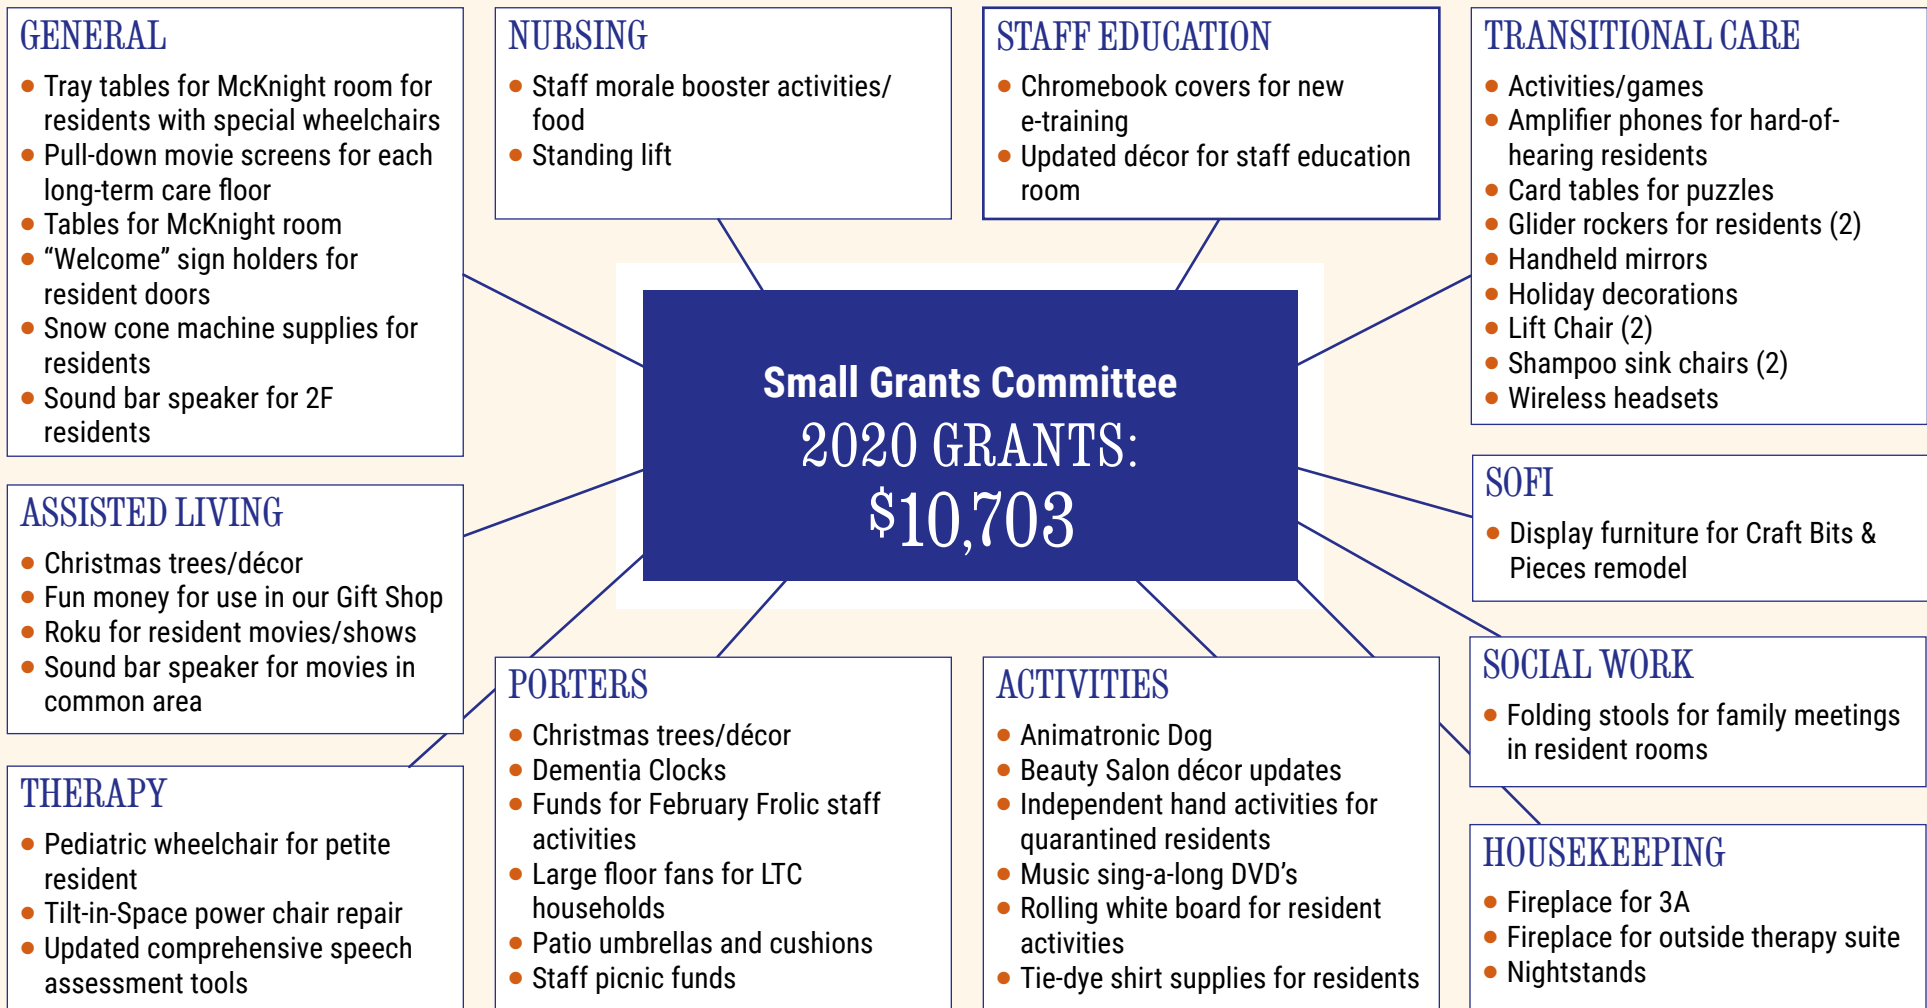 GENERAL
• Tray tables for McKnight room for
residents with special wheelchairs
• Pull-down movie screens for each
long-term care floor
• Tables for McKnight room
• “Welcome” sign holders for
resident doors
• Snow cone machine supplies for
residents
• Sound bar speaker for 2F
residents
NURSING
• Staff morale booster activities/
food
• Standing lift
STAFF EDUCATION
• Chromebook covers for new
e-training
• Updated décor for staff education
room
TRANSITIONAL CARE
• Activities/games
• Amplifier phones for hard-of-
hearing residents
• Card tables for puzzles
• Glider rockers for residents (2)
• Handheld mirrors
• Holiday decorations
• Lift Chair (2)
• Shampoo sink chairs (2)
• Wireless headsets
Small Grants Committee
2020 GRANTS:
$10,703
ASSISTED LIVING
• Christmas trees/décor
• Fun money for use in our Gift Shop
• Roku for resident movies/shows
• Sound bar speaker for movies in
common area
SOFI
• Display furniture for Craft Bits &
Pieces remodel
THERAPY
• Pediatric wheelchair for petite
resident
• Tilt-in-Space power chair repair
• Updated comprehensive speech
assessment tools
PORTERS
• Christmas trees/décor
• Dementia Clocks
• Funds for February Frolic staff
activities
• Large floor fans for LTC
households
• Patio umbrellas and cushions
• Staff picnic funds
ACTIVITIES
• Animatronic Dog
• Beauty Salon décor updates
• Independent hand activities for
quarantined residents
• Music sing-a-long DVD’s
• Rolling white board for resident
activities
• Tie-dye shirt supplies for residents
SOCIAL WORK
• Folding stools for family meetings
in resident rooms
HOUSEKEEPING
• Fireplace for 3A
• Fireplace for outside therapy suite
• Nightstands